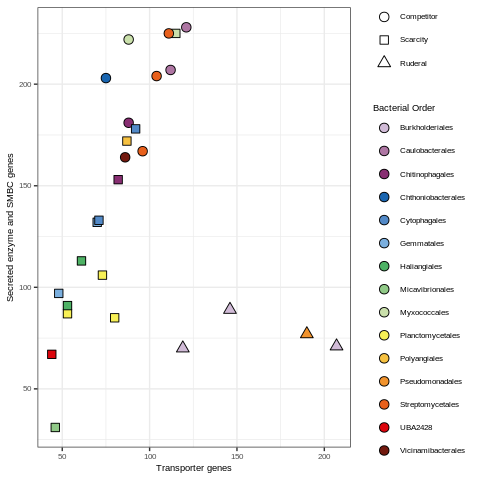 Competitor
Scarcity
Ruderal
Bacterial Order
Burkholderiales
Caulobacterales
Chitinophagales
Chthoniobacterales
Cytophagales
Gemmatales
Haliangiales
Micavibrionales
Myxococcales
Planctomycetales
Polyangiales
Pseudomonadales
Streptomycetales
UBA2428
Vicinamibacterales
Secreted enzyme and SMBC genes
200
150
100
50
50 100 150 200
Transporter genes